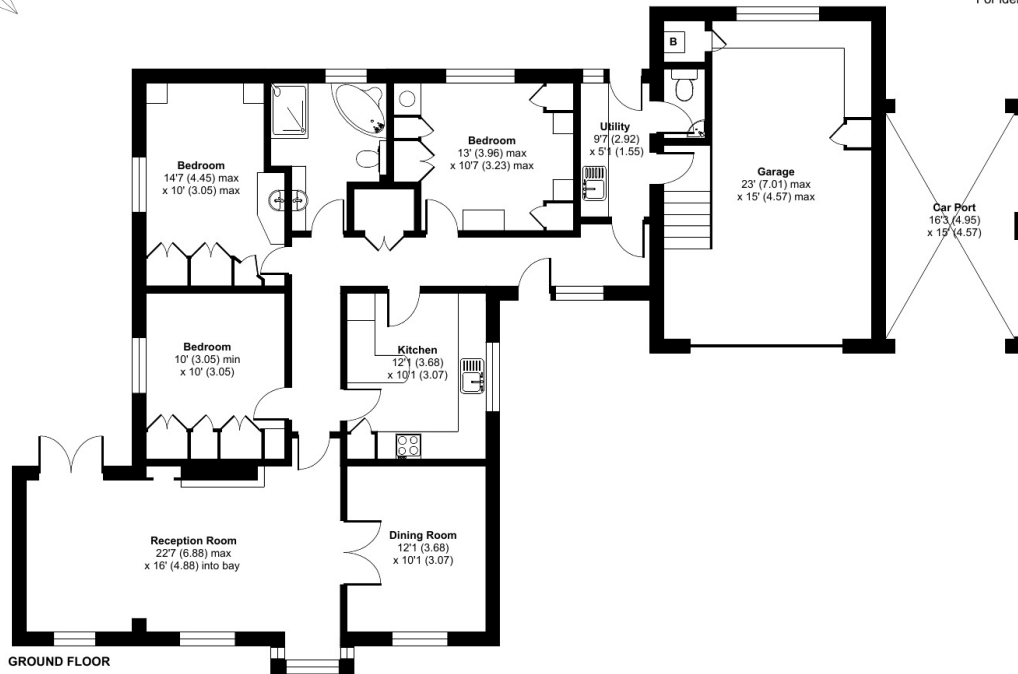 B
Bedroom
14'7 (4.45) max
x 10' (3.05) max
Bedroom
13' (3.96) max
x 10'7 (3.23) max
Utility
9'7 (2.92)
x 5'1 (1.55)
Garage
23' (7.01) max
x 15' (4.57) max
Car Port
16'3 (4.95)
x 15' (4.57)
Bedroom
10' (3.05) min
x 10' (3.05)
Kitchen
12'1 (3.68)
x 10'1 (3.07)
Reception Room
22'7 (6.88) max
x 16' (4.88) into bay
Dining Room
12'1 (3.68)
x 10'1 (3.07)
GROUND FLOOR